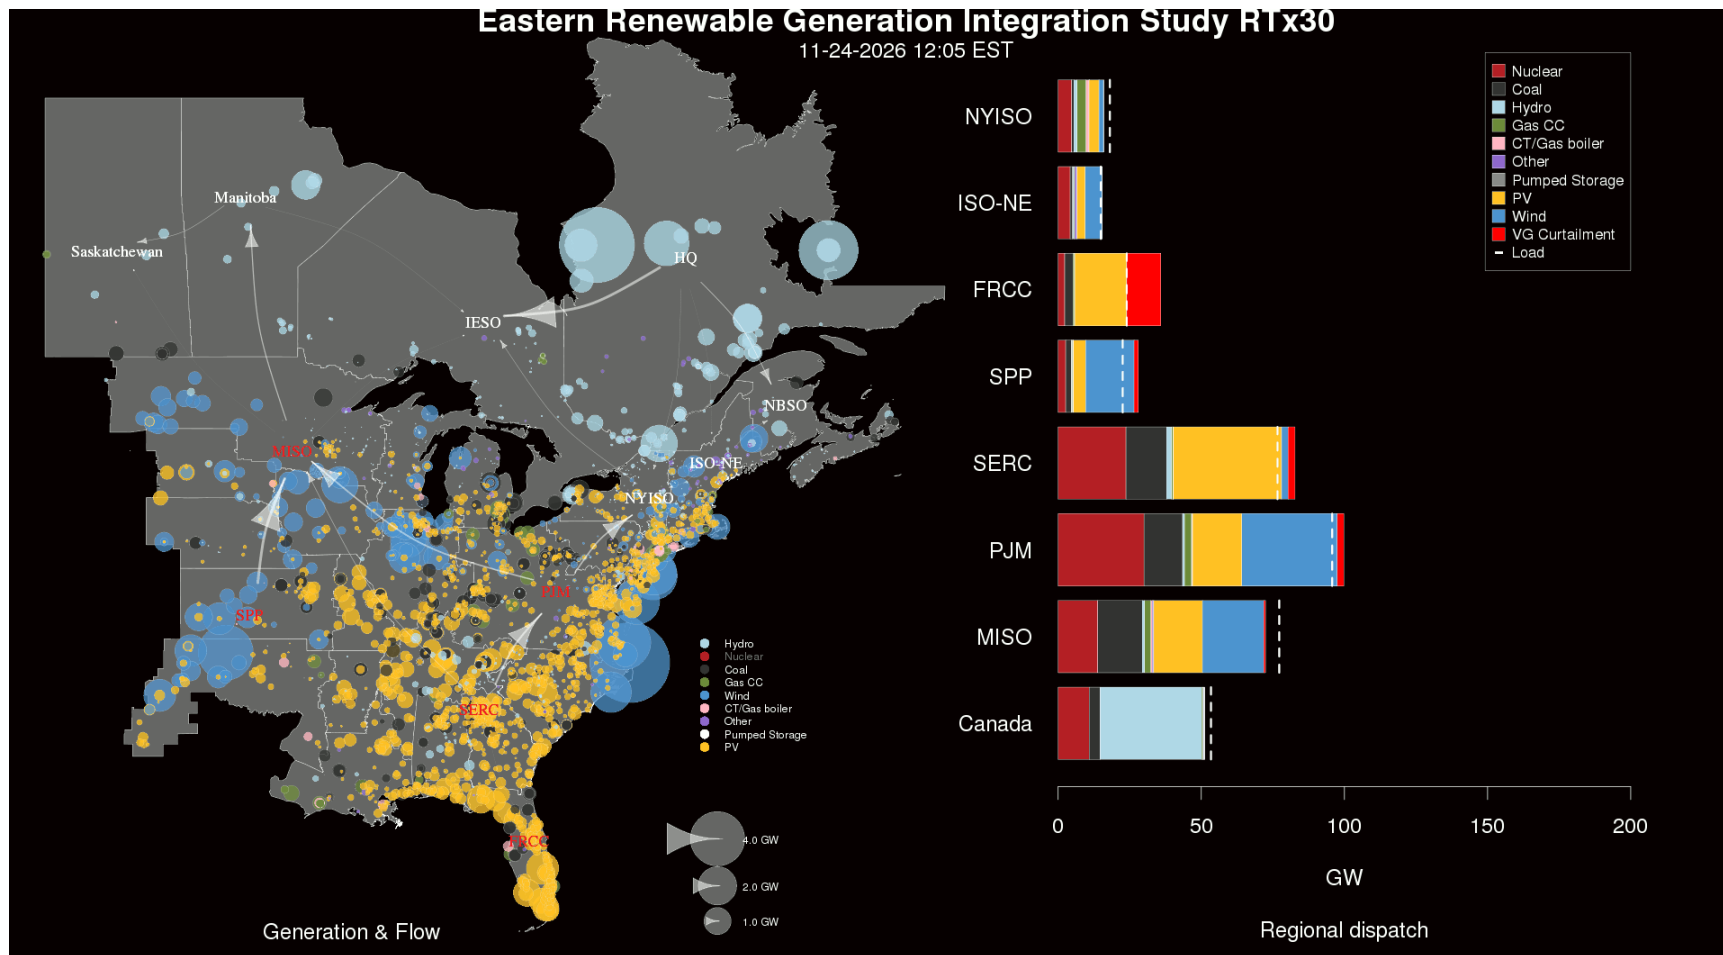 Eastern Renewable Generation Integration Study RTx30
11-24-2026 12:05 EST
Manitoba
Saskatchewan
HQ
IESO
NBSO
MISO
ISO-NE
NYISO
PJM
SPP
SERC
FRCC
Hydro
Nuclear
Coal
Gas CC
Wind
CT/Gas boiler
Other
Pumped Storage
PV
4.0 GW
2.0 GW
1.0 GW
Generation & Flow
NYISO
ISO-NE
FRCC
SPP
SERC
PJM
MISO
Canada
0 50 100 150 200
GW
Regional dispatch
Nuclear
Coal
Hydro
Gas CC
CT/Gas boiler
Other
Pumped Storage
PV
Wind
VG Curtailment
Load